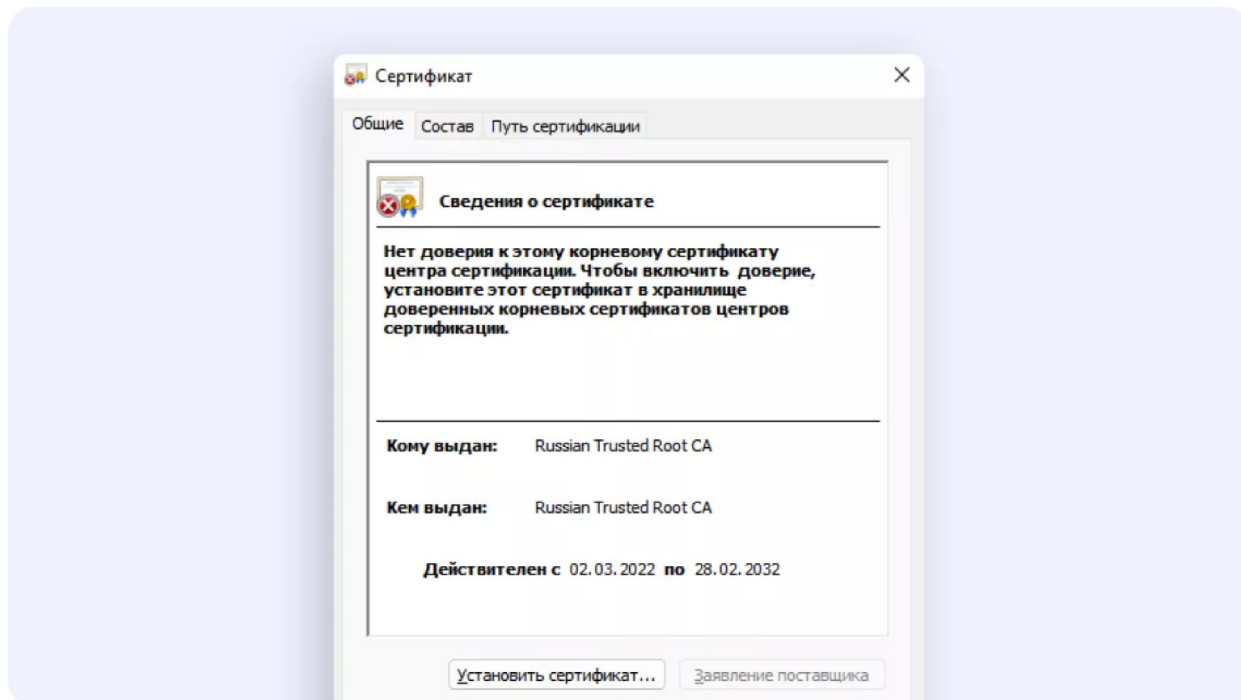 Сертификат
Общие Состав Путь сертификации
Сведения о сертификате
Нет доверия к этому корневому сертификату
центра сертификации. Чтобы включить доверие,
установите этот сертификат в хранилище
доверенных корневых сертификатов центров
сертификации.
Кому выдан: Russian Trusted Root CA
Кем выдан: Russian Trusted Root CA
Действителен с 02.03.2022 по 28.02.2032
Установить сертификат... Заявление поставщика